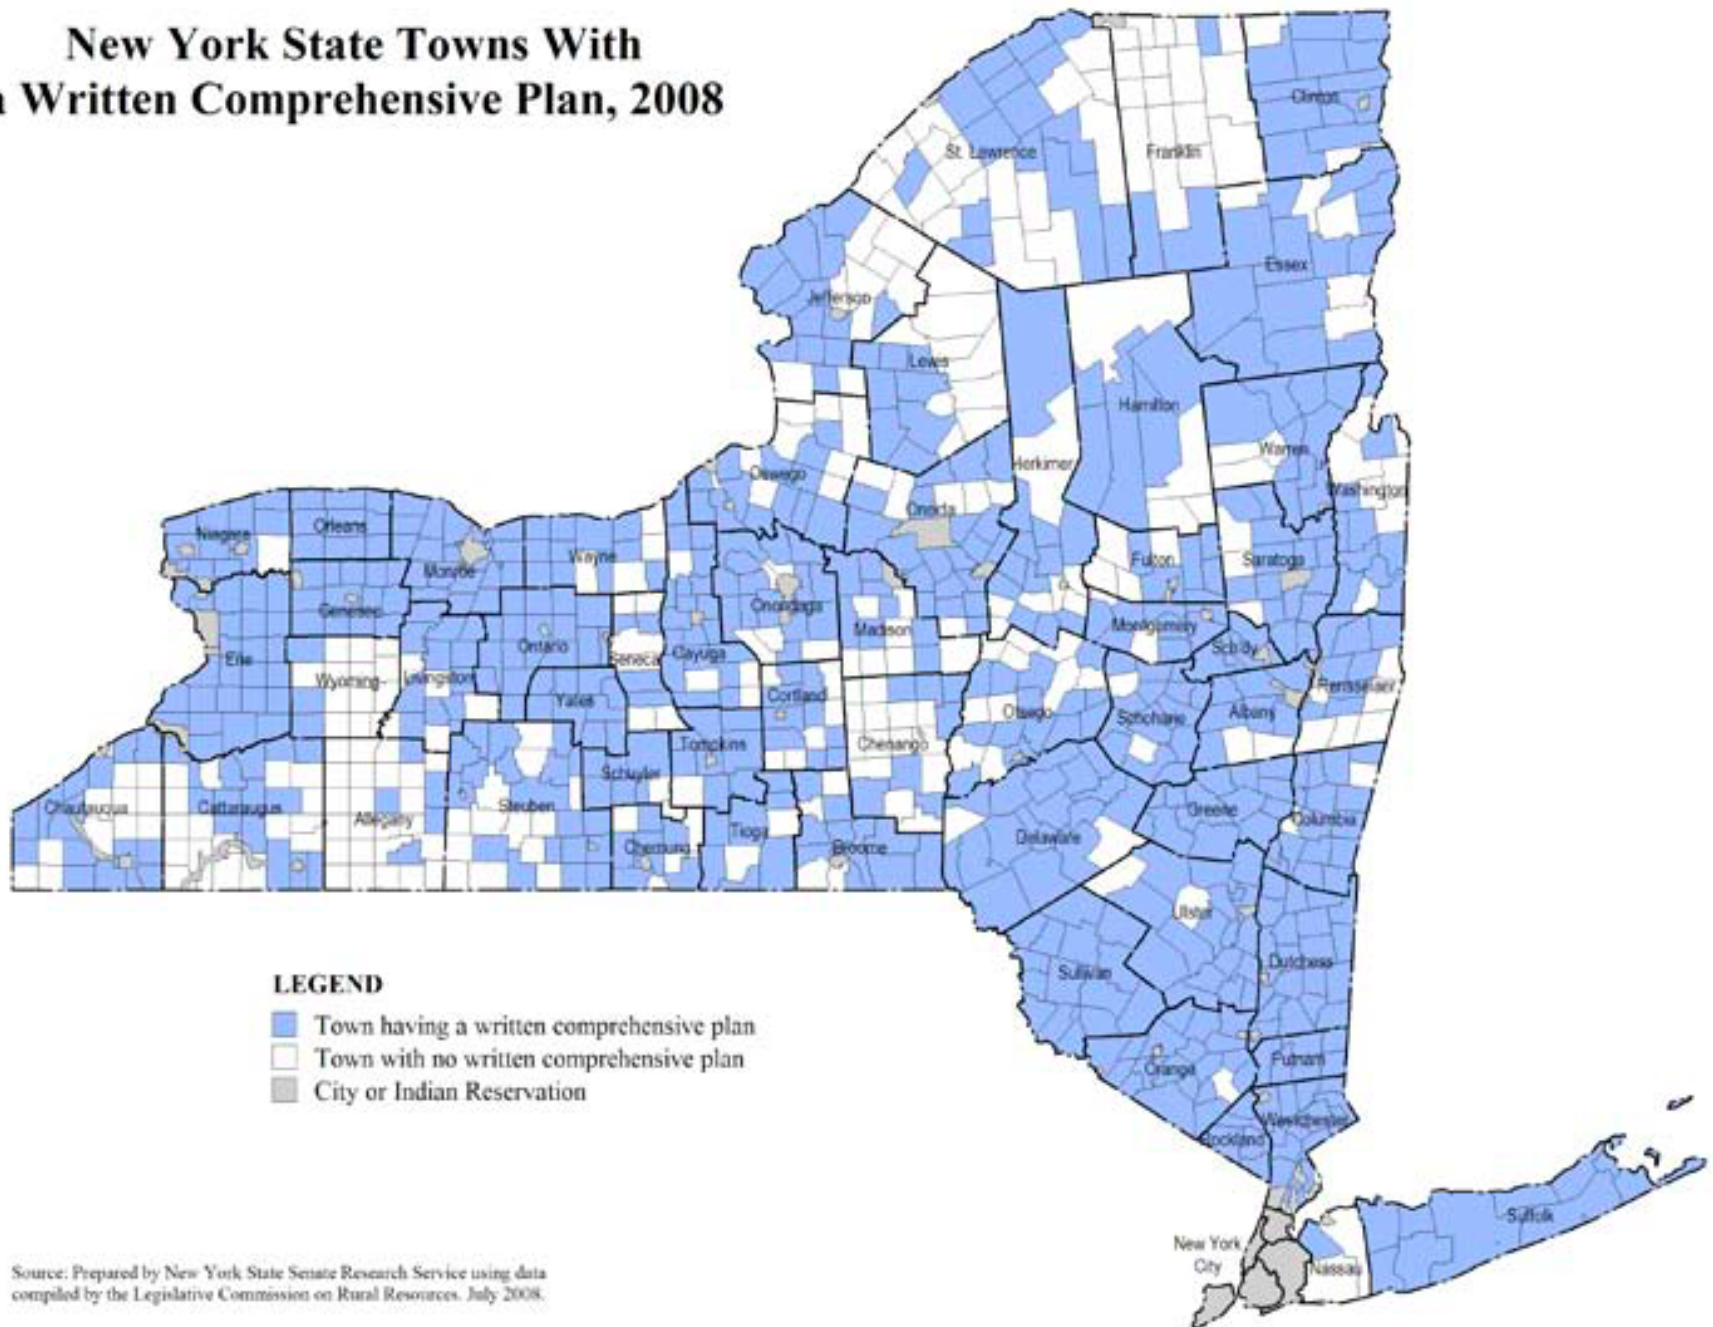 New York State Towns With
a Written Comprehensive Plan, 2008
Clinton
St. Lawrence
Franklin
Essex
Jefferson
Lewis
Hamilton
Warren
Herkimer
Oswego
Washington
Oneida
Niagara
Orleans
Monroe
Wayne
Fulton
Saratoga
Genesee
Onondaga
Madison
Montgomery
Ontario
Erie
Seneca
Cayuga
Schdy
Wyoming
Livingston
Rensselaer
Yates
Cortland
Otsego
Schoharie
Albany
Tompkins
Chenango
Schuyler
Chautauqua
Cattaraugus
Allegany
Steuben
Greene
Columbia
Tioga
Chemung
Broome
Delaware
Ulster
Dutchess
Sullivan
LEGEND
Town having a written comprehensive plan
Town with no written comprehensive plan
City or Indian Reservation
Orange
Putnam
Westchester
Rockland
Suffolk
New York
City
Nassau
Source: Prepared by New York State Senate Research Service using data
compiled by the Legislative Commission on Rural Resources. July 2008.